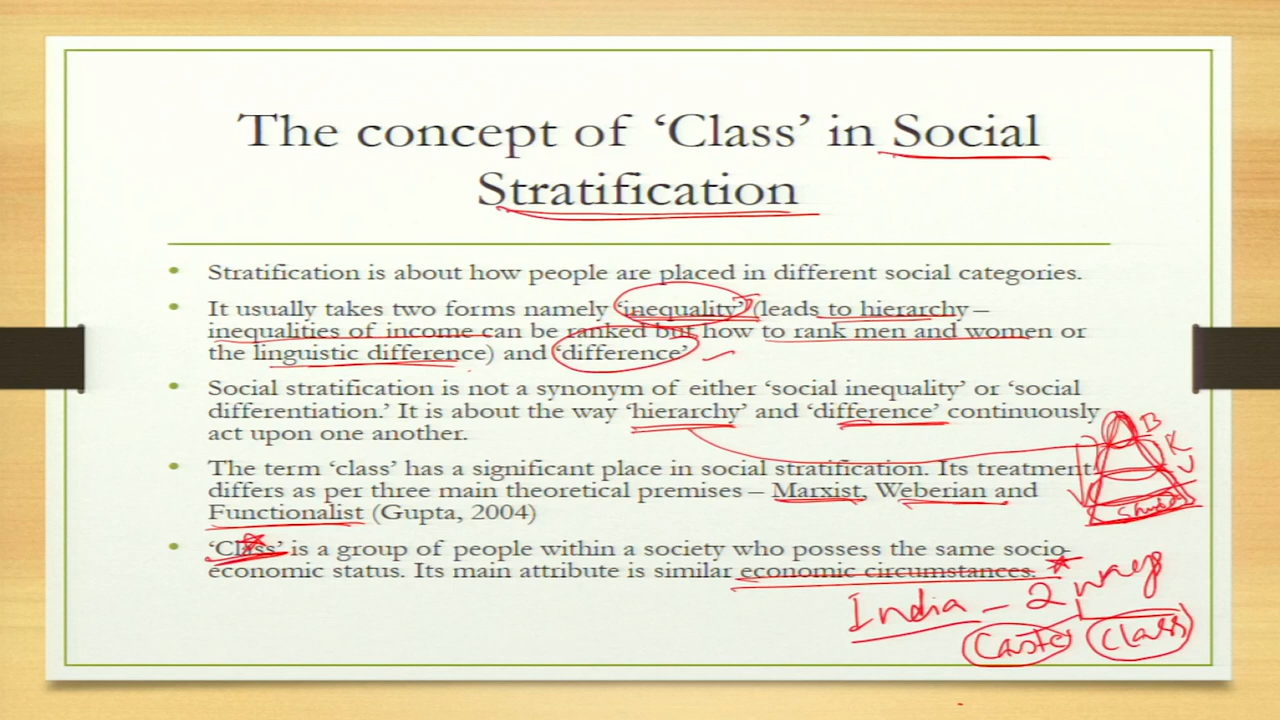 The concept of ‘Class’ in Social
Stratification
• Stratification is about how people are placed in different social categories.
• It usually takes two forms namely ‘inequality’ (leads to hierarchy –
inequalities of income can be ranked but how to rank men and women or
the linguistic difference) and ‘difference’
• Social stratification is not a synonym of either ‘social inequality’ or ‘social
differentiation.’ It is about the way ‘hierarchy’ and ‘difference’ continuously
act upon one another.
B
K
• The term ‘class’ has a significant place in social stratification. Its treatment
differs as per three main theoretical premises – Marxist, Weberian and
Functionalist (Gupta, 2004)
• ‘Class’ is a group of people within a society who possess the same socio-
economic status. Its main attribute is similar economic circumstances.
India – 2 ways
Caste Class